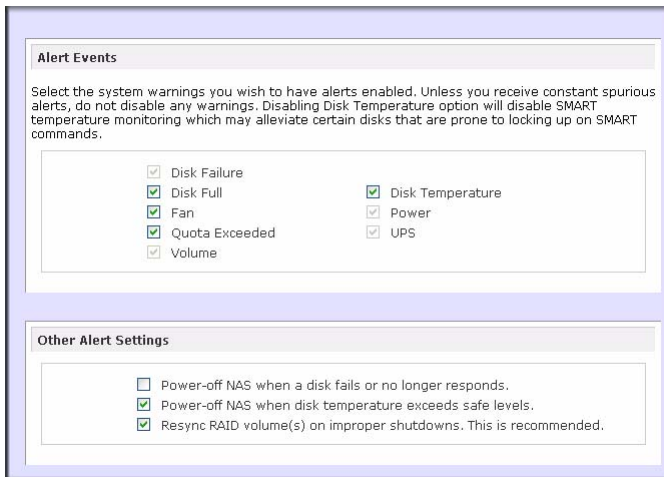 Alert Events
Select the system warnings you wish to have alerts enabled. Unless you receive constant spurious
alerts, do not disable any warnings. Disabling Disk Temperature option will disable SMART
temperature monitoring which may alleviate certain disks that are prone to locking up on SMART
commands.
Disk Failure
Disk Full
Disk Temperature
Fan
Power
Quota Exceeded
UPS
Volume
Other Alert Settings
Power-off NAS when a disk fails or no longer responds.
Power-off NAS when disk temperature exceeds safe levels.
Resync RAID volume(s) on improper shutdowns. This is recommended.